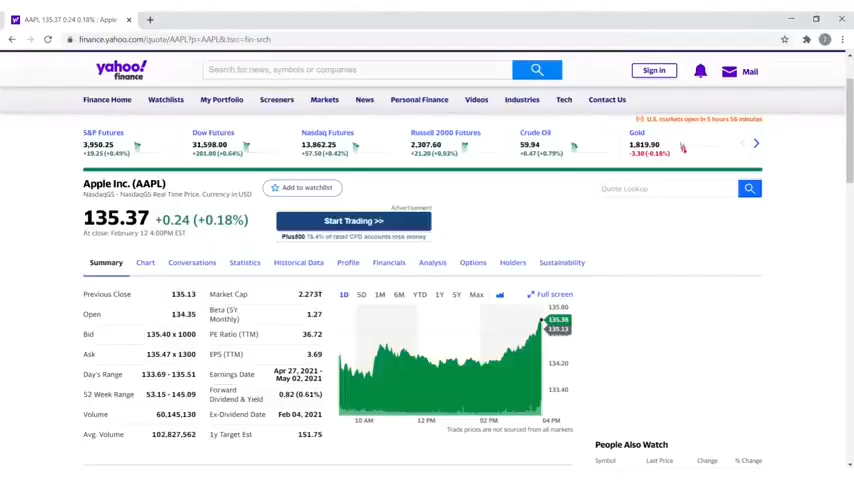 AAPL 135.37 0.24 0.18% : Apple
finance.yahoo.com/quote/AAPL?p=AAPL&.tsrc=fin-srch
yahoo!
finance
Search for news, symbols or companies
Sign in
Mail
Finance Home Watchlists My Portfolio Screeners Markets News Personal Finance Videos Industries Tech Contact Us
U.S. markets open in 5 hours 56 minutes
S&P Futures Dow Futures Nasdaq Futures Russell 2000 Futures Crude Oil Gold
3,950.25 31,598.00 13,862.25 2,307.60 59.94 1,819.90
+19.25 (+0.49%) +201.00 (+0.64%) +57.50 (+0.42%) +21.20 (+0.93%) +0.47 (+0.79%) -3.30 (-0.18%)
Apple Inc. (AAPL)
NasdaqGS - NasdaqGS Real Time Price. Currency in USD
Add to watchlist
Quote Lookup
135.37 +0.24 (+0.18%)
At close: February 12 4:00PM EST
Advertisement
Start Trading >>
Plus500 76.4% of retail CFD accounts lose money
Summary Chart Conversations Statistics Historical Data Profile Financials Analysis Options Holders Sustainability
Previous Close 135.13
Open 134.35
Bid 135.40 x 1000
Ask 135.47 x 1300
Day's Range 133.69 - 135.51
52 Week Range 53.15 - 145.09
Volume 60,145,130
Avg. Volume 102,827,562
Market Cap 2.273T
Beta (5Y
Monthly) 1.27
PE Ratio (TTM) 36.72
EPS (TTM) 3.69
Earnings Date Apr 27, 2021 -
May 02, 2021
Forward
Dividend & Yield 0.82 (0.61%)
Ex-Dividend Date Feb 04, 2021
1y Target Est 151.75
1D 5D 1M 6M YTD 1Y 5Y Max Full screen
135.80
135.38
135.13
134.20
133.40
10 AM 12 PM 02 PM 04 PM
Trade prices are not sourced from all markets
People Also Watch
Symbol Last Price Change % Change